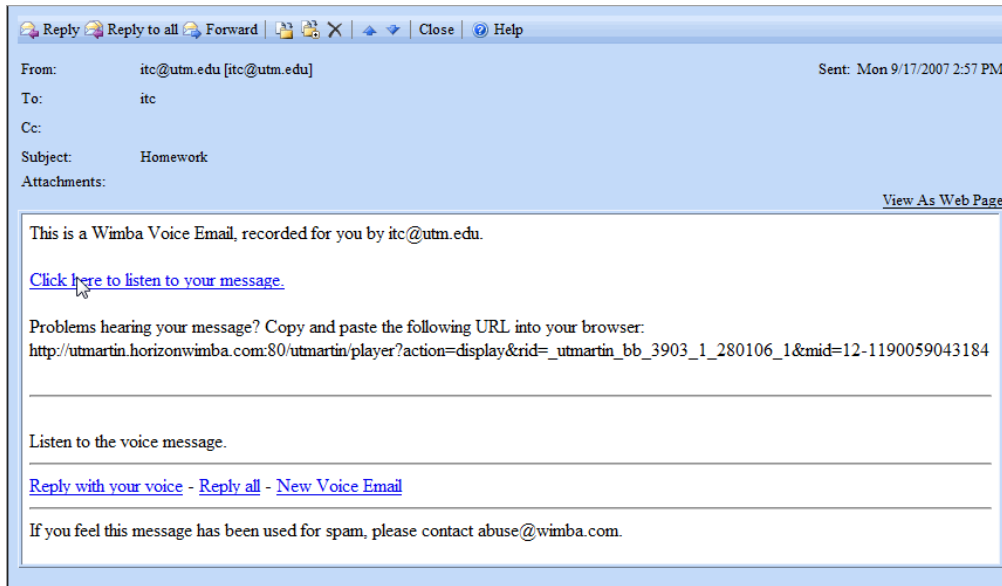 Reply Reply to all Forward Close Help
From: itc@utm.edu [itc@utm.edu] Sent: Mon 9/17/2007 2:57 PM
To: itc
Cc:
Subject: Homework
Attachments:
View As Web Page
This is a Wimba Voice Email, recorded for you by itc@utm.edu.
Click here to listen to your message.
Problems hearing your message? Copy and paste the following URL into your browser:
http://utmartin.horizonwimba.com:80/utmartin/player?action=display&rid=_utmartin_bb_3903_1_280106_1&mid=12-1190059043184
Listen to the voice message.
Reply with your voice - Reply all - New Voice Email
If you feel this message has been used for spam, please contact abuse@wimba.com.